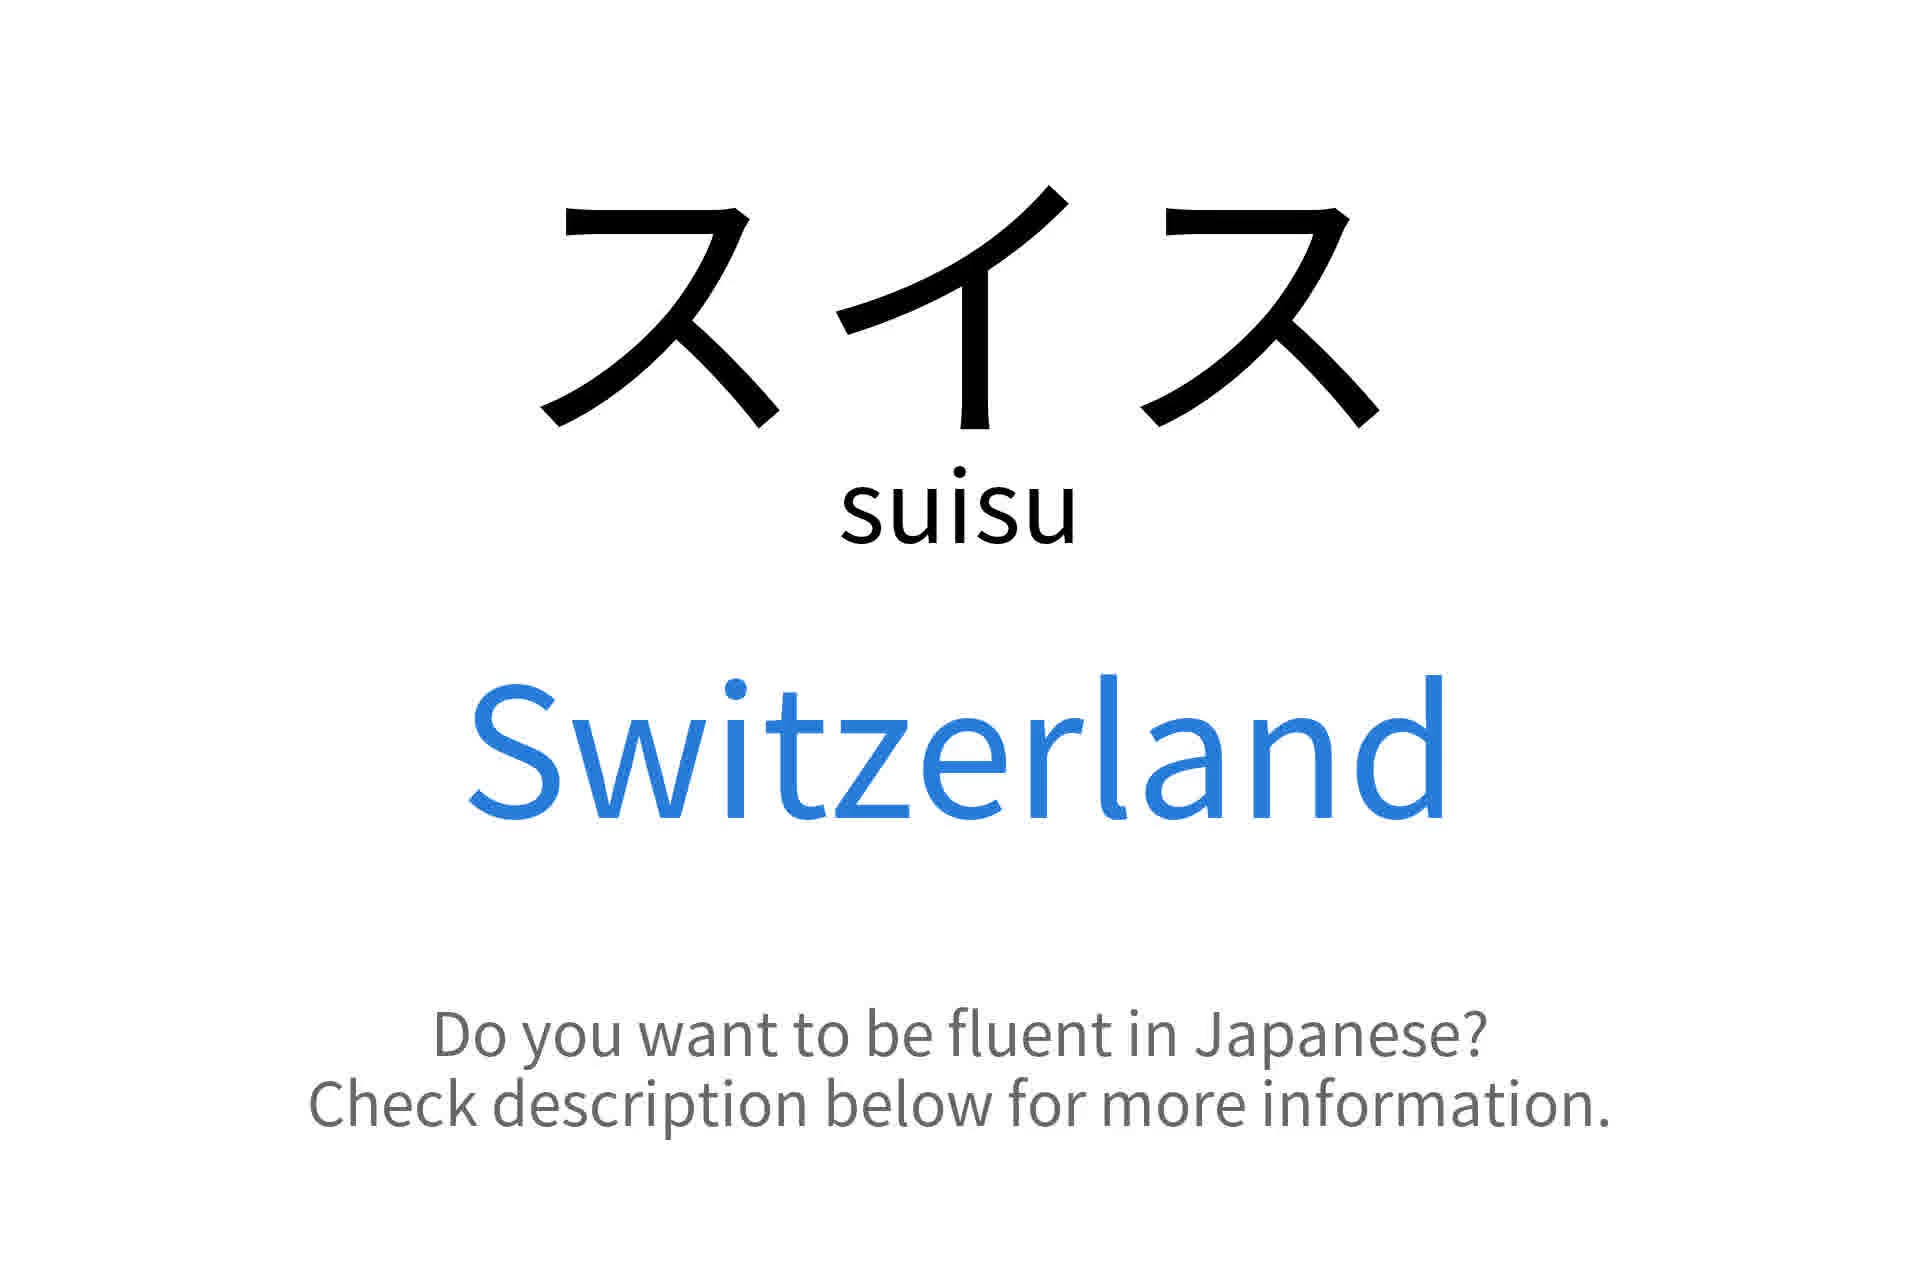 スイス
suisu
Switzerland
Do you want to be fluent in Japanese?
Check description below for more information.